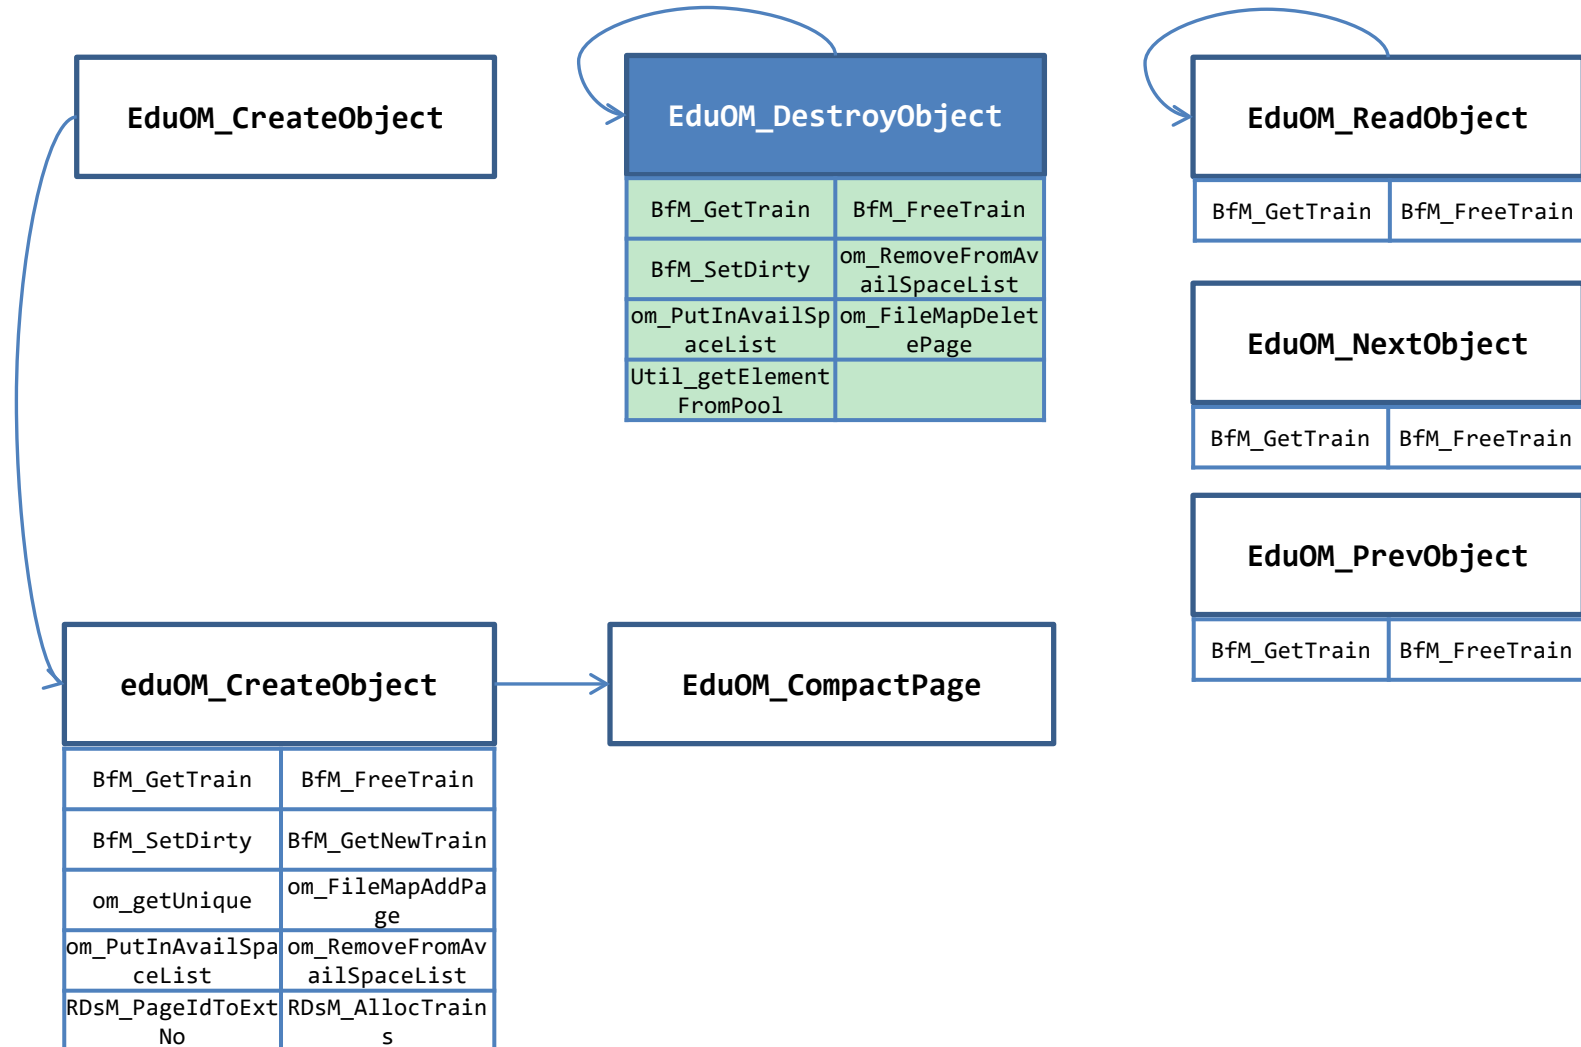 EduOM_CreateObject
EduOM_DestroyObject
BfM_GetTrain
BfM_FreeTrain
BfM_SetDirty
om_RemoveFromAv
ailSpaceList
om_PutInAvailSp
aceList
om_FileMapDelet
ePage
Util_getElement
FromPool
EduOM_ReadObject
BfM_GetTrain
BfM_FreeTrain
EduOM_NextObject
BfM_GetTrain
BfM_FreeTrain
EduOM_PrevObject
BfM_GetTrain
BfM_FreeTrain
eduOM_CreateObject
BfM_GetTrain
BfM_FreeTrain
BfM_SetDirty
BfM_GetNewTrain
om_getUnique
om_FileMapAddPa
ge
om_PutInAvailSpa
ceList
om_RemoveFromAv
ailSpaceList
RDsM_PageIdToExt
No
RDsM_AllocTrain
s
EduOM_CompactPage